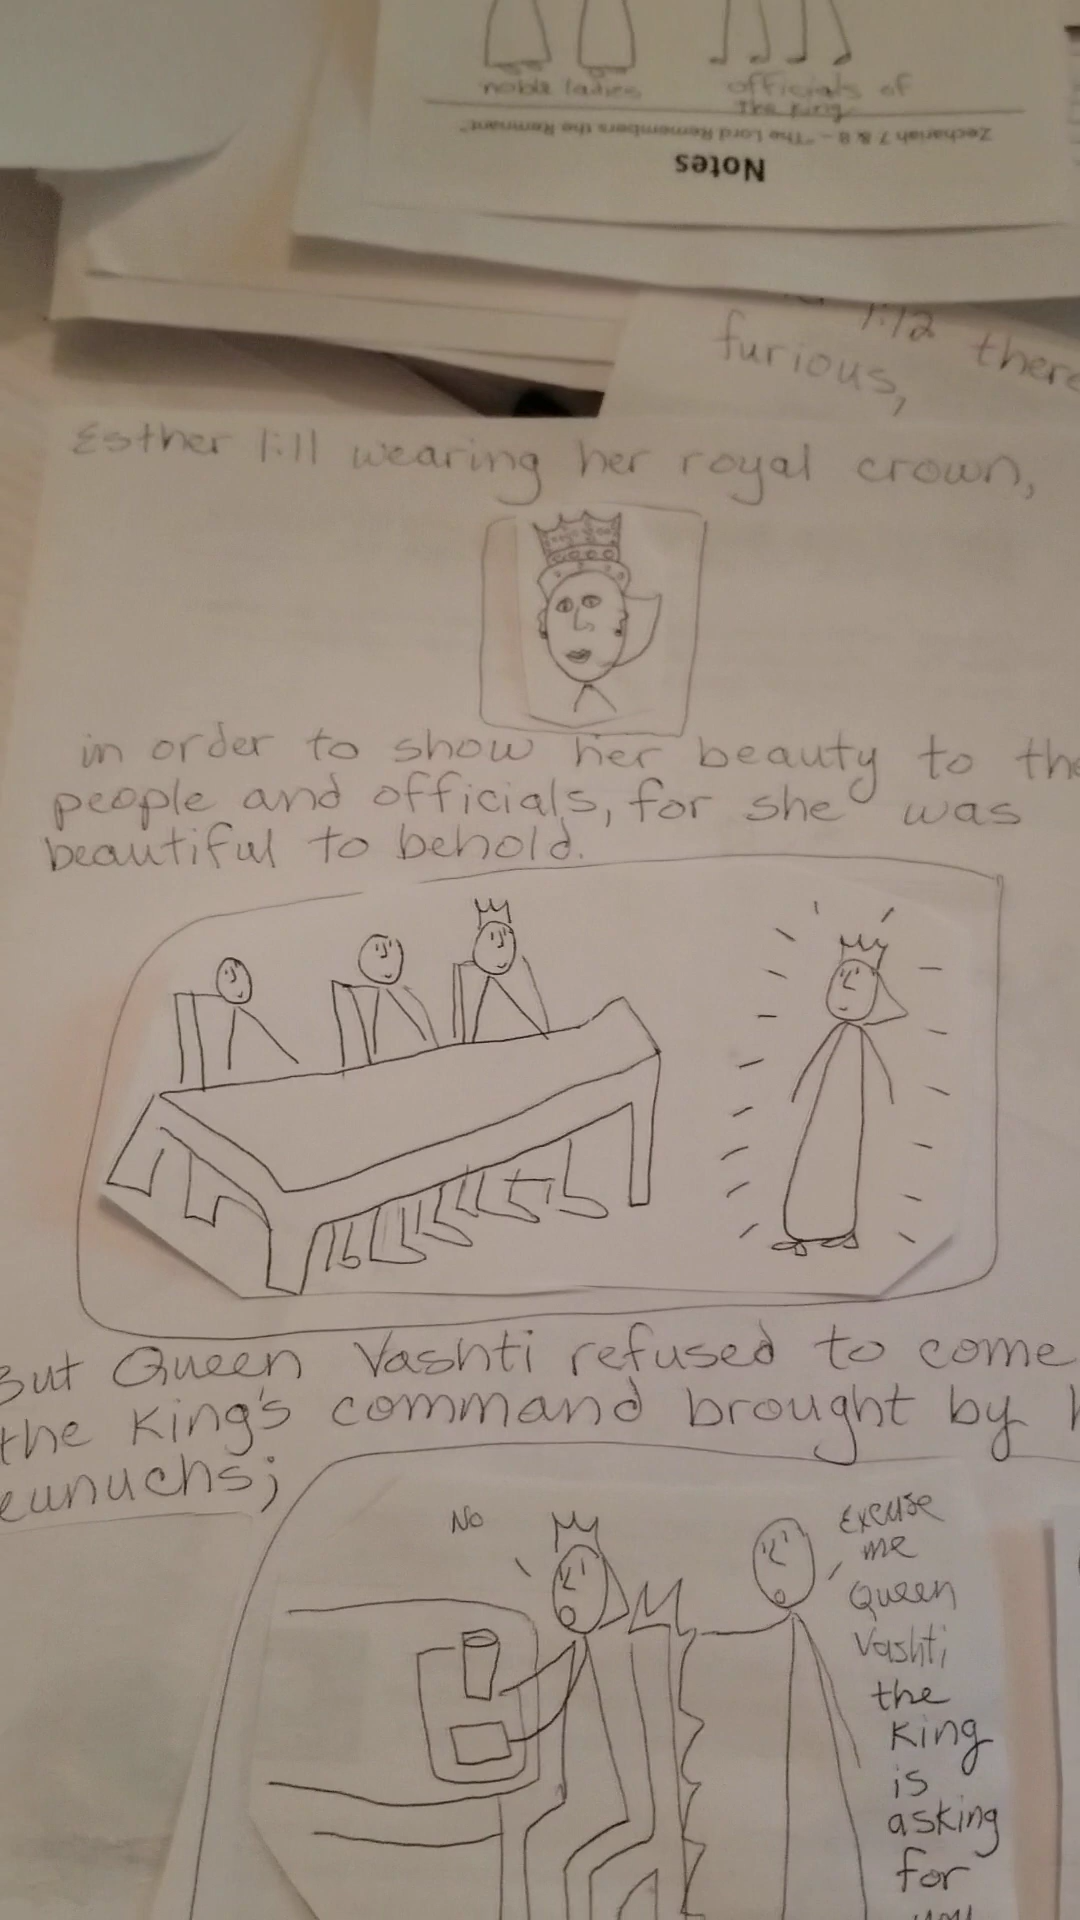 noble ladies officials of
the king
Zechariah 7 & 8 - "The Lord Remembers the Remnant"
Notes
1:12 there
furious,
Esther 1:11 wearing her royal crown,
in order to show her beauty to the
people and officials, for she was
beautiful to behold.
But Queen Vashti refused to come
the King's command brought by
eunuchs;
No
Excuse
me
Queen
Vashti
the
King
is
asking
for
you